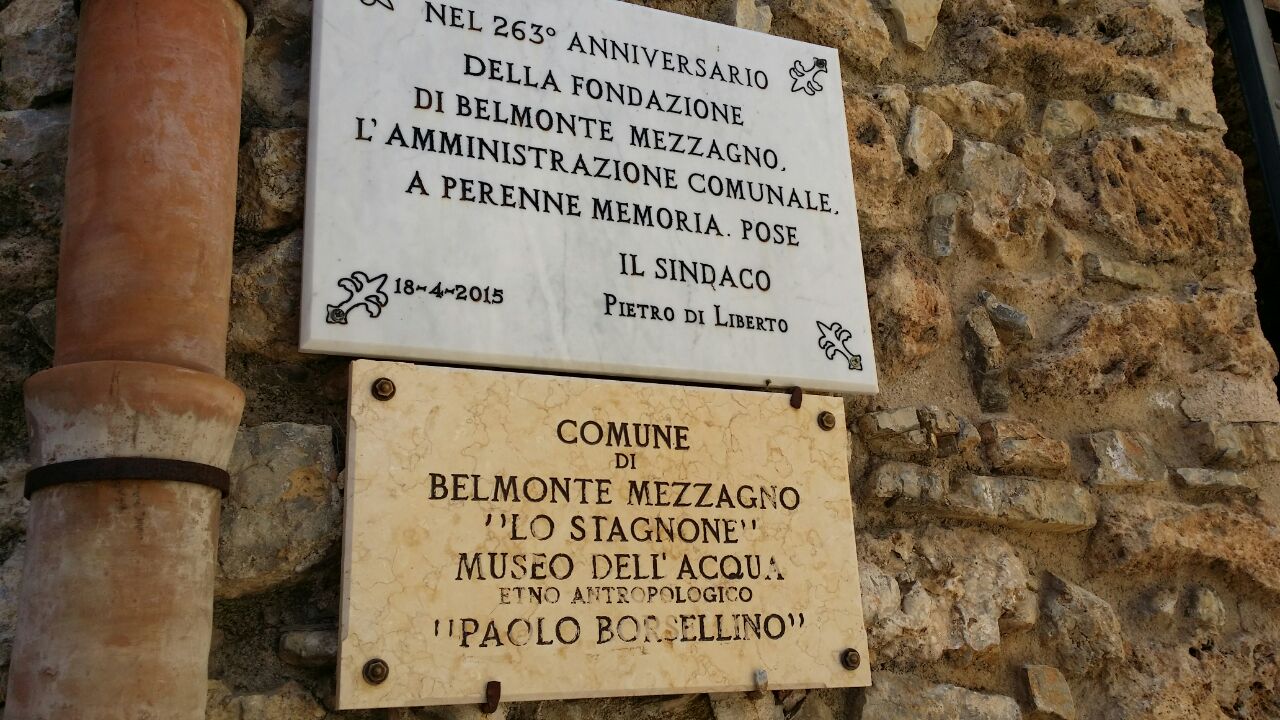 NEL 263° ANNIVERSARIO
DELLA FONDAZIONE
DI BELMONTE MEZZAGNO,
L'AMMINISTRAZIONE COMUNALE,
A PERENNE MEMORIA. POSE
IL SINDACO
18-4-2015
PIETRO DI LIBERTO
COMUNE
DI
BELMONTE MEZZAGNO
"LO STAGNONE"
MUSEO DELL'ACQUA
ETNO ANTROPOLOGICO
"PAOLO BORSELLINO"